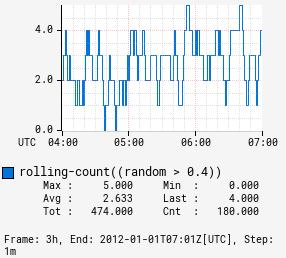 4.0
2.0
0.0
UTC 04:00 05:00 06:00 07:00
rolling-count((random > 0.4))
Max : 5.000 Min : 0.000
Avg : 2.633 Last : 4.000
Tot : 474.000 Cnt : 180.000
Frame: 3h, End: 2012-01-01T07:01Z[UTC], Step:
1m